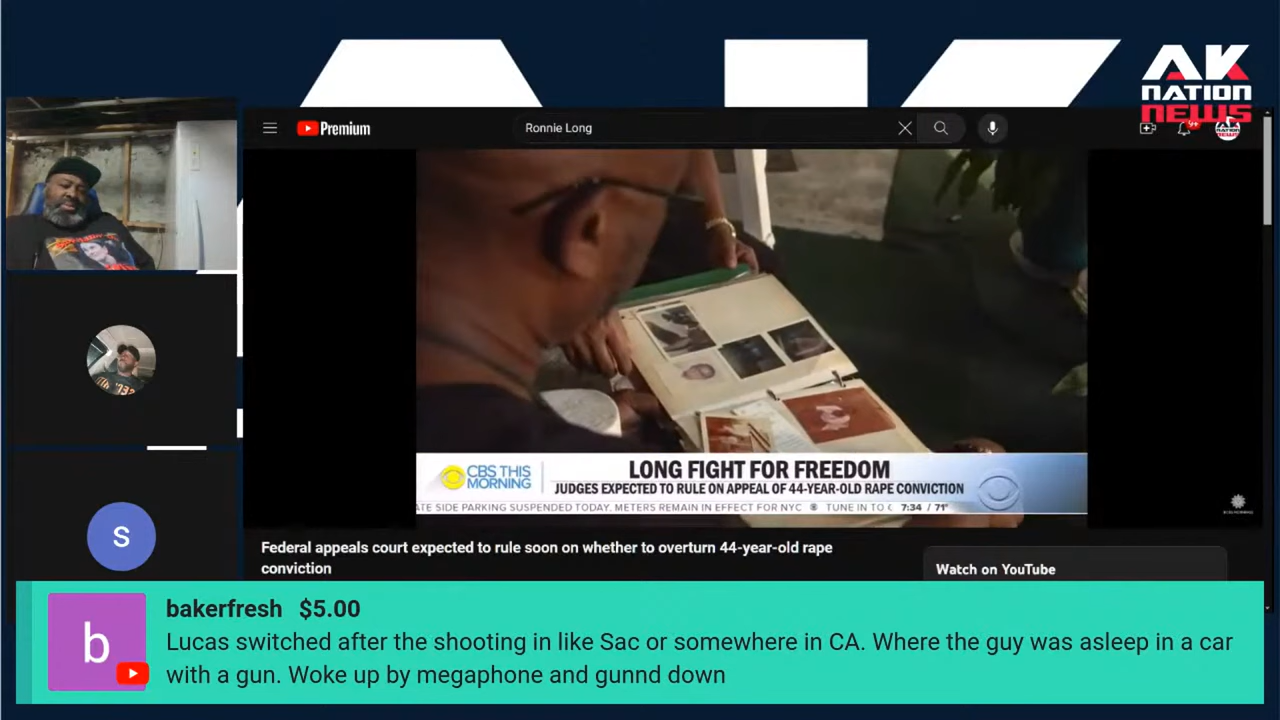 AK
NATION
NEWS
Premium
Ronnie Long
9+
CBS THIS
MORNING
LONG FIGHT FOR FREEDOM
JUDGES EXPECTED TO RULE ON APPEAL OF 44-YEAR-OLD RAPE CONVICTION
ATE SIDE PARKING SUSPENDED TODAY, METERS REMAIN IN EFFECT FOR NYC TUNE IN TO C 7:34 / 71°
Federal appeals court expected to rule soon on whether to overturn 44-year-old rape
conviction
Watch on YouTube
s
b
bakerfresh $5.00
Lucas switched after the shooting in like Sac or somewhere in CA. Where the guy was asleep in a car
with a gun. Woke up by megaphone and gunnd down